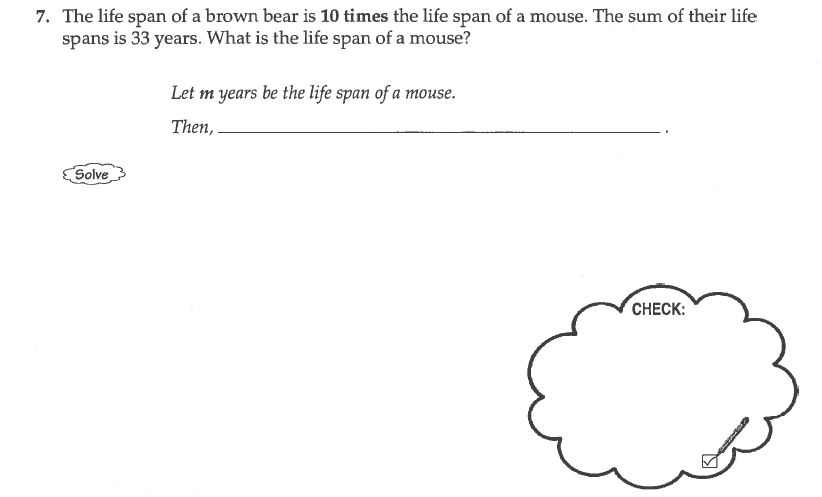 7. The life span of a brown bear is 10 times the life span of a mouse. The sum of their life
spans is 33 years. What is the life span of a mouse?
Let m years be the life span of a mouse.
Then, ______________________________ .
Solve
CHECK: